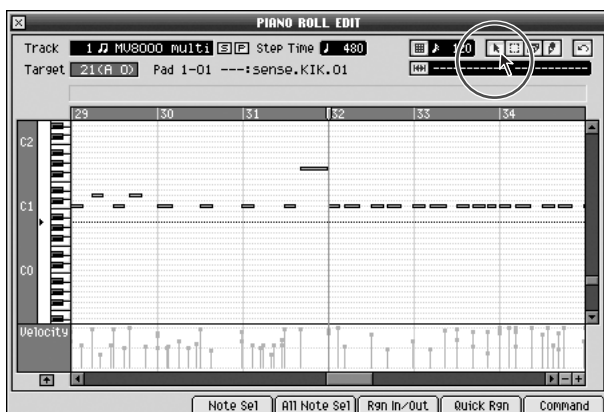 PIANO ROLL EDIT
Track 1 MV8000 multi S P Step Time 480 120
Target 21(A 0) Pad 1-01 ---:sense.KIK.01
29 30 31 32 33 34
C2
C1
C0
Velocity
Note Sel All Note Sel Rgn In/Out Quick Rgn Command